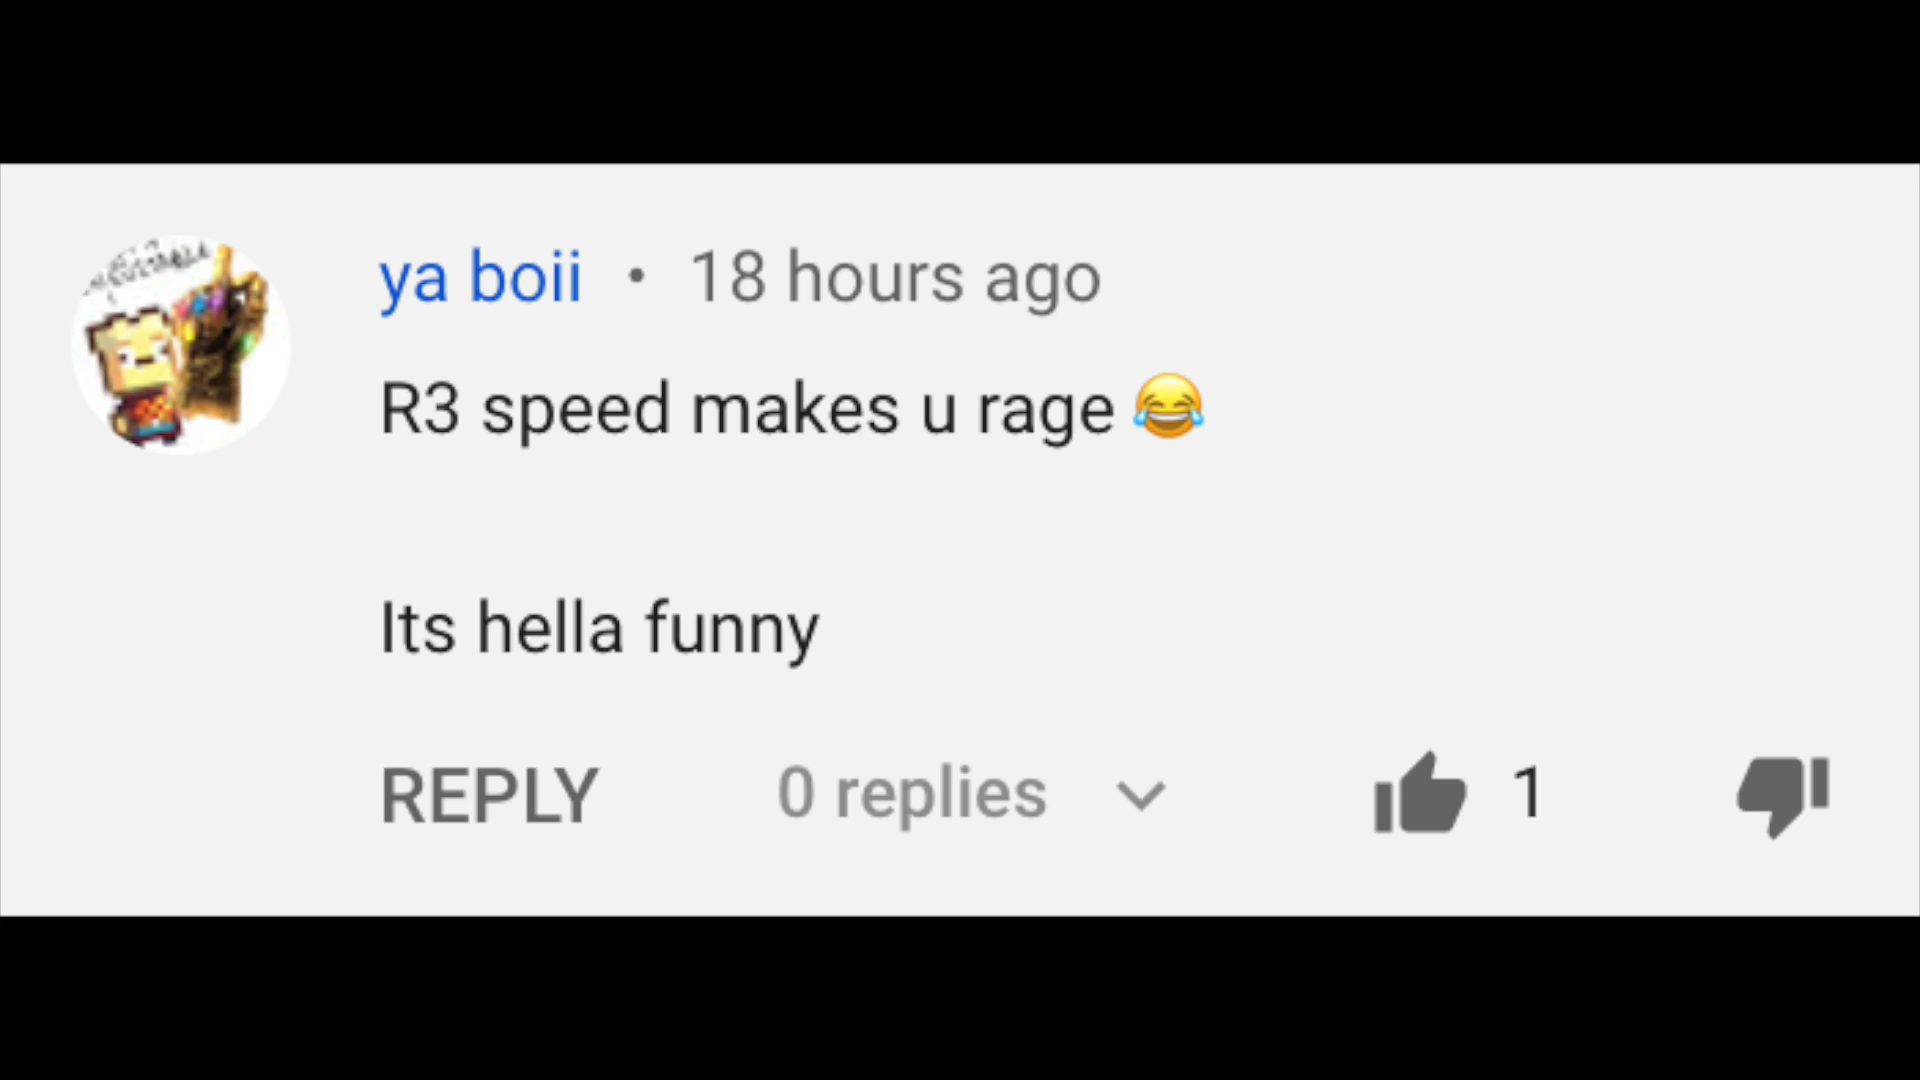 ya boii • 18 hours ago
R3 speed makes u rage 😂
Its hella funny
REPLY 0 replies 1